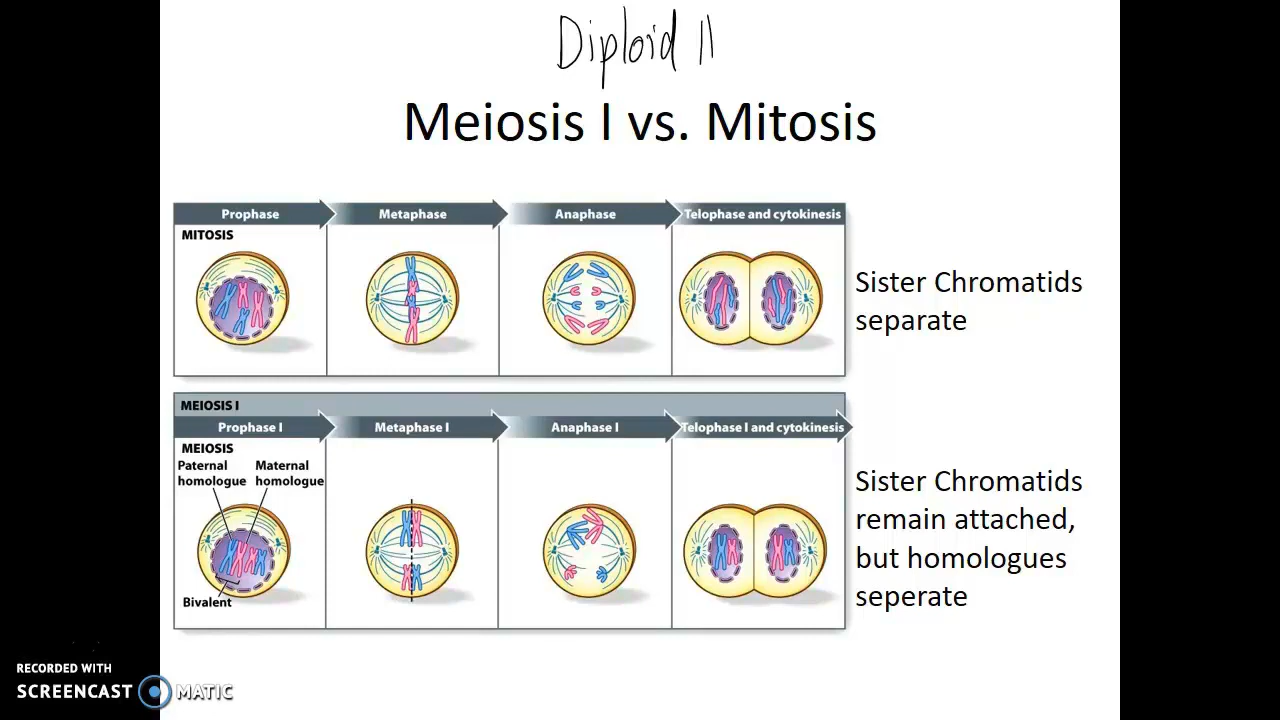 Diploid 11
Meiosis I vs. Mitosis
Prophase Metaphase Anaphase Telophase and cytokinesis
MITOSIS
Sister Chromatids
separate
MEIOSIS I
Prophase I Metaphase I Anaphase I Telophase I and cytokinesis
MEIOSIS
Paternal
homologue
Maternal
homologue
Bivalent
Sister Chromatids
remain attached,
but homologues
seperate
RECORDED WITH
SCREENCAST MATIC